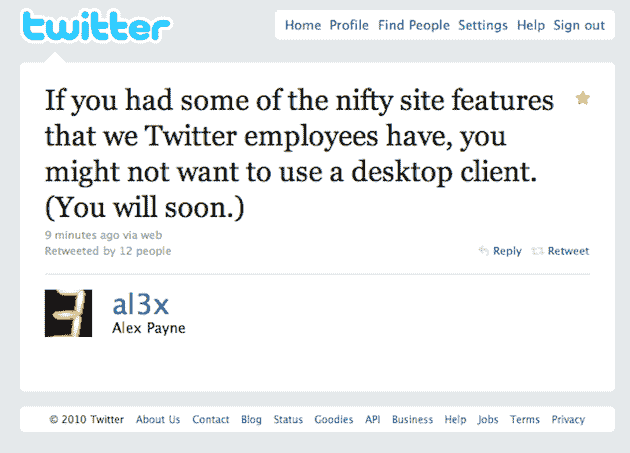 twitter
Home Profile Find People Settings Help Sign out
If you had some of the nifty site features
that we Twitter employees have, you
might not want to use a desktop client.
(You will soon.)
9 minutes ago via web
Retweeted by 12 people
Reply Retweet
al3x
Alex Payne
© 2010 Twitter About Us Contact Blog Status Goodies API Business Help Jobs Terms Privacy